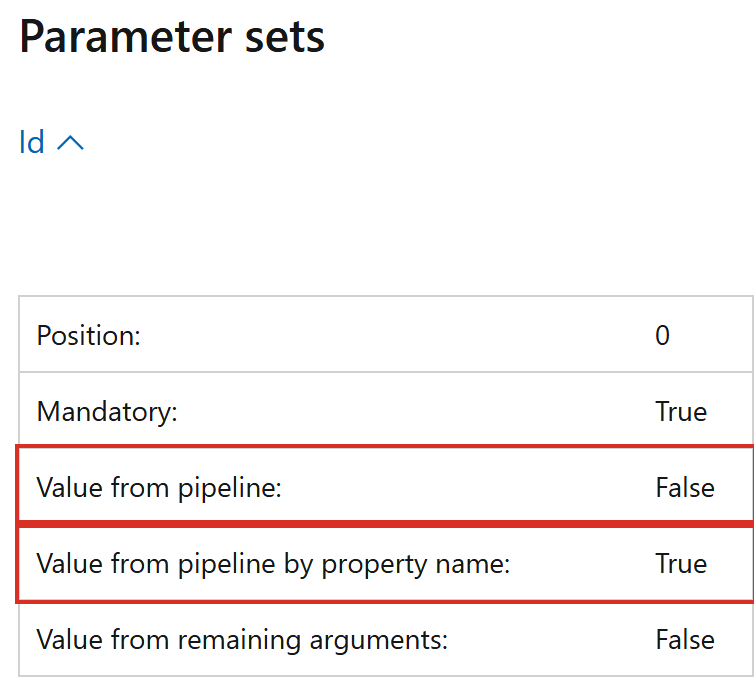 Parameter sets
Id
Position: 0
Mandatory: True
Value from pipeline: False
Value from pipeline by property name: True
Value from remaining arguments: False